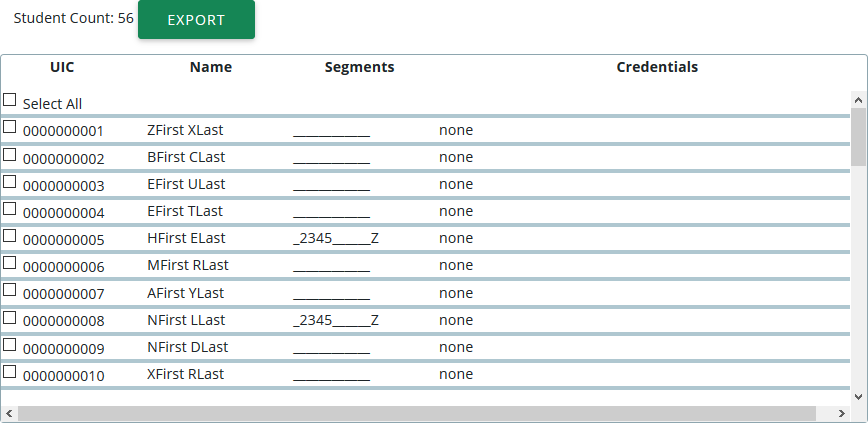 Student Count: 56 EXPORT
UIC Name Segments Credentials
Select All
0000000001 ZFirst XLast ____________ none
0000000002 BFirst CLast ____________ none
0000000003 EFirst ULast ____________ none
0000000004 EFirst TLast ____________ none
0000000005 HFirst ELast _2345______Z none
0000000006 MFirst RLast ____________ none
0000000007 AFirst YLast ____________ none
0000000008 NFirst LLast _2345______Z none
0000000009 NFirst DLast ____________ none
0000000010 XFirst RLast ____________ none